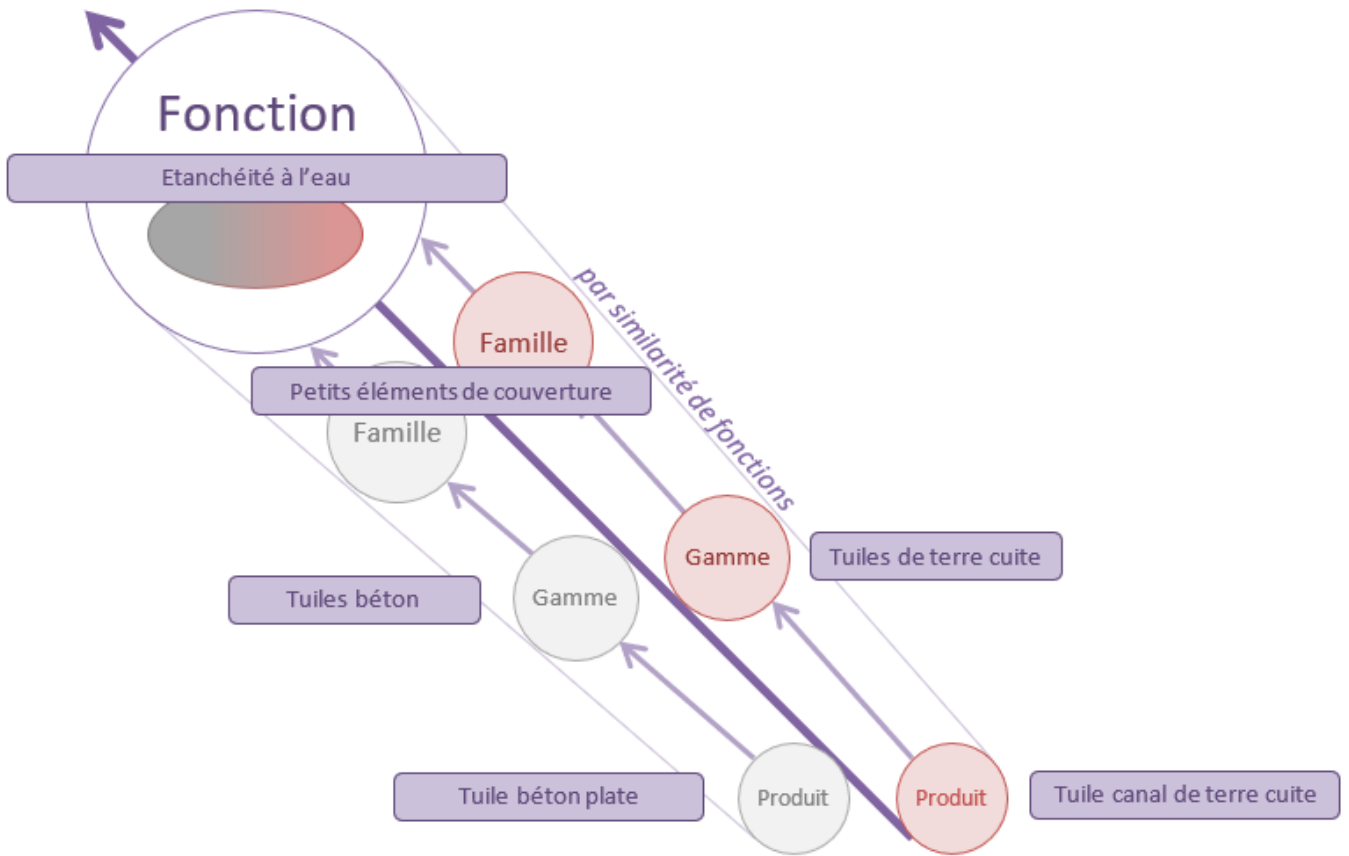 Fonction
Etanchéité à l'eau
par similarité de fonctions
Famille
Petits éléments de couverture
Famille
Gamme
Tuiles de terre cuite
Tuiles béton
Gamme
Tuile béton plate
Produit
Produit
Tuile canal de terre cuite